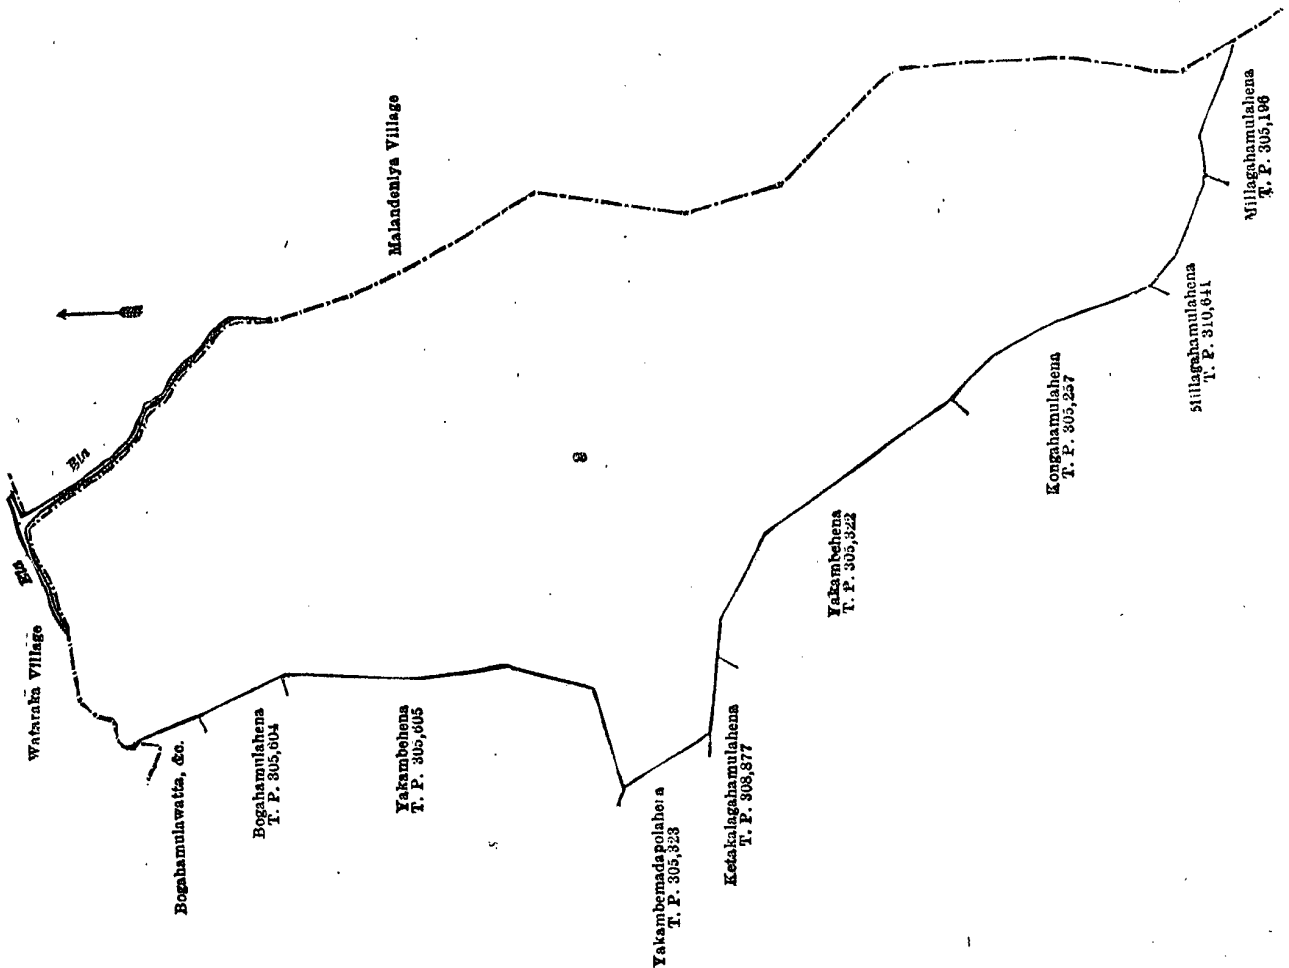 Wataraka Village
Ela
Ela
Malandeniya Village
Bogahamulawatta, &c.
Bogahamulahena
T. P. 305,604
Yakambehena
T. P. 305,605
Yakambemadapolahena
T. P. 305,323
Ketakalagahamulahena
T. P. 308,877
Yakambehena
T. P. 305,322
Kongahamulahena
T. P. 305,257
Millagahamulahena
T. P. 310,641
Millagahamulahena
T. P. 305,196